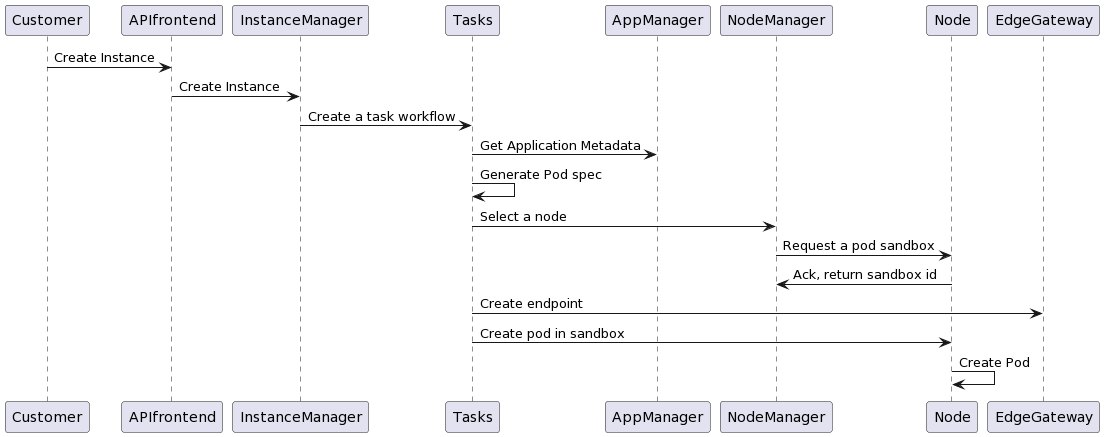 Customer APIfrontend InstanceManager Tasks AppManager NodeManager Node EdgeGateway
Create Instance
Create Instance
Create a task workflow
Get Application Metadata
Generate Pod spec
Select a node
Request a pod sandbox
Ack, return sandbox id
Create endpoint
Create pod in sandbox
Create Pod
Customer APIfrontend InstanceManager Tasks AppManager NodeManager Node EdgeGateway